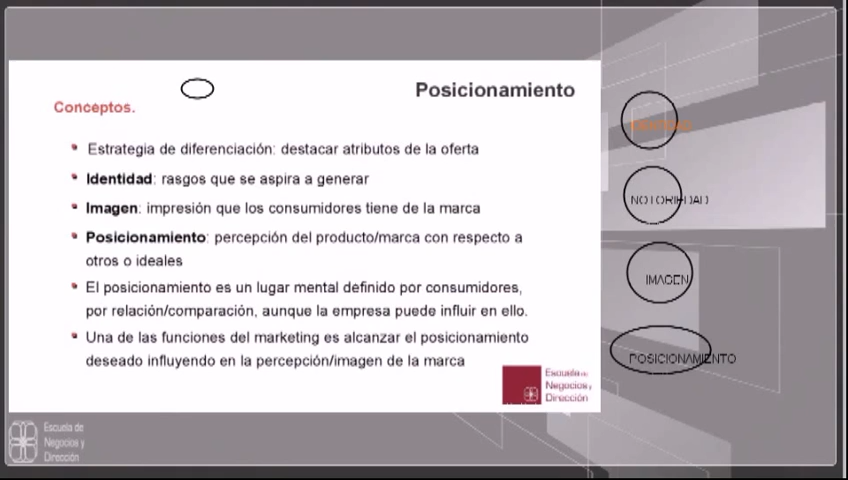 Posicionamiento
Conceptos.
Estrategia de diferenciación: destacar atributos de la oferta
Identidad: rasgos que se aspira a generar
Imagen: impresión que los consumidores tiene de la marca
Posicionamiento: percepción del producto/marca con respecto a
otros o ideales
El posicionamiento es un lugar mental definido por consumidores,
por relación/comparación, aunque la empresa puede influir en ello.
Una de las funciones del marketing es alcanzar el posicionamiento
deseado influyendo en la percepción/imagen de la marca
Escuela de
Negocios y
Dirección
NOTORIEDAD
IMAGEN
POSICIONAMIENTO
Escuela de
Negocios y
Dirección